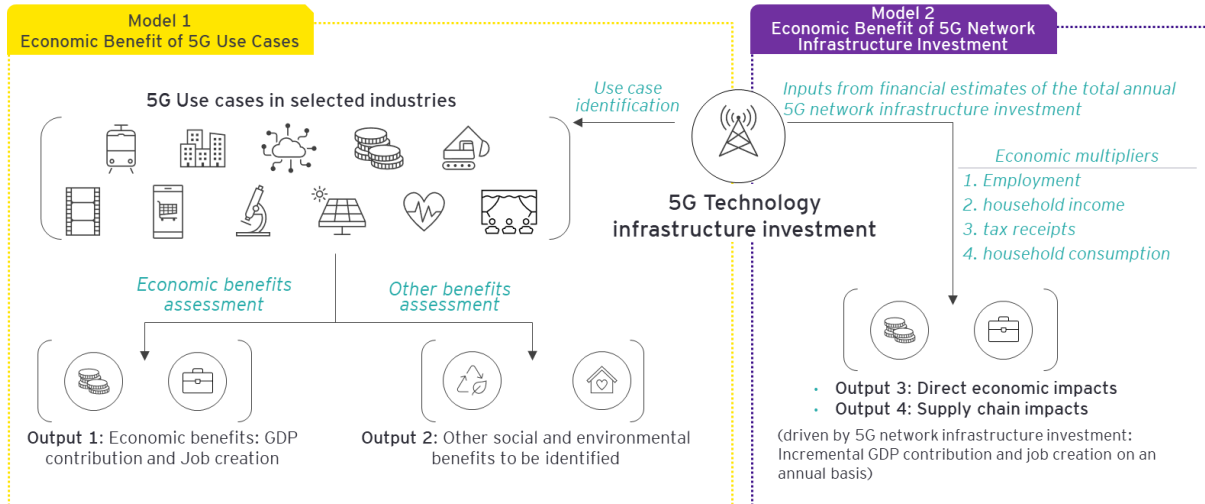 Model 1
Economic Benefit of 5G Use Cases
Model 2
Economic Benefit of 5G Network
Infrastructure Investment
5G Use cases in selected industries
Use case
identification
Inputs from financial estimates of the total annual
5G network infrastructure investment
Economic multipliers
1. Employment
2. household income
3. tax receipts
4. household consumption
5G Technology
infrastructure investment
Economic benefits
assessment
Other benefits
assessment
Output 1: Economic benefits: GDP
contribution and Job creation
Output 2: Other social and environmental
benefits to be identified
• Output 3: Direct economic impacts
• Output 4: Supply chain impacts
(driven by 5G network infrastructure investment:
Incremental GDP contribution and job creation on an
annual basis)